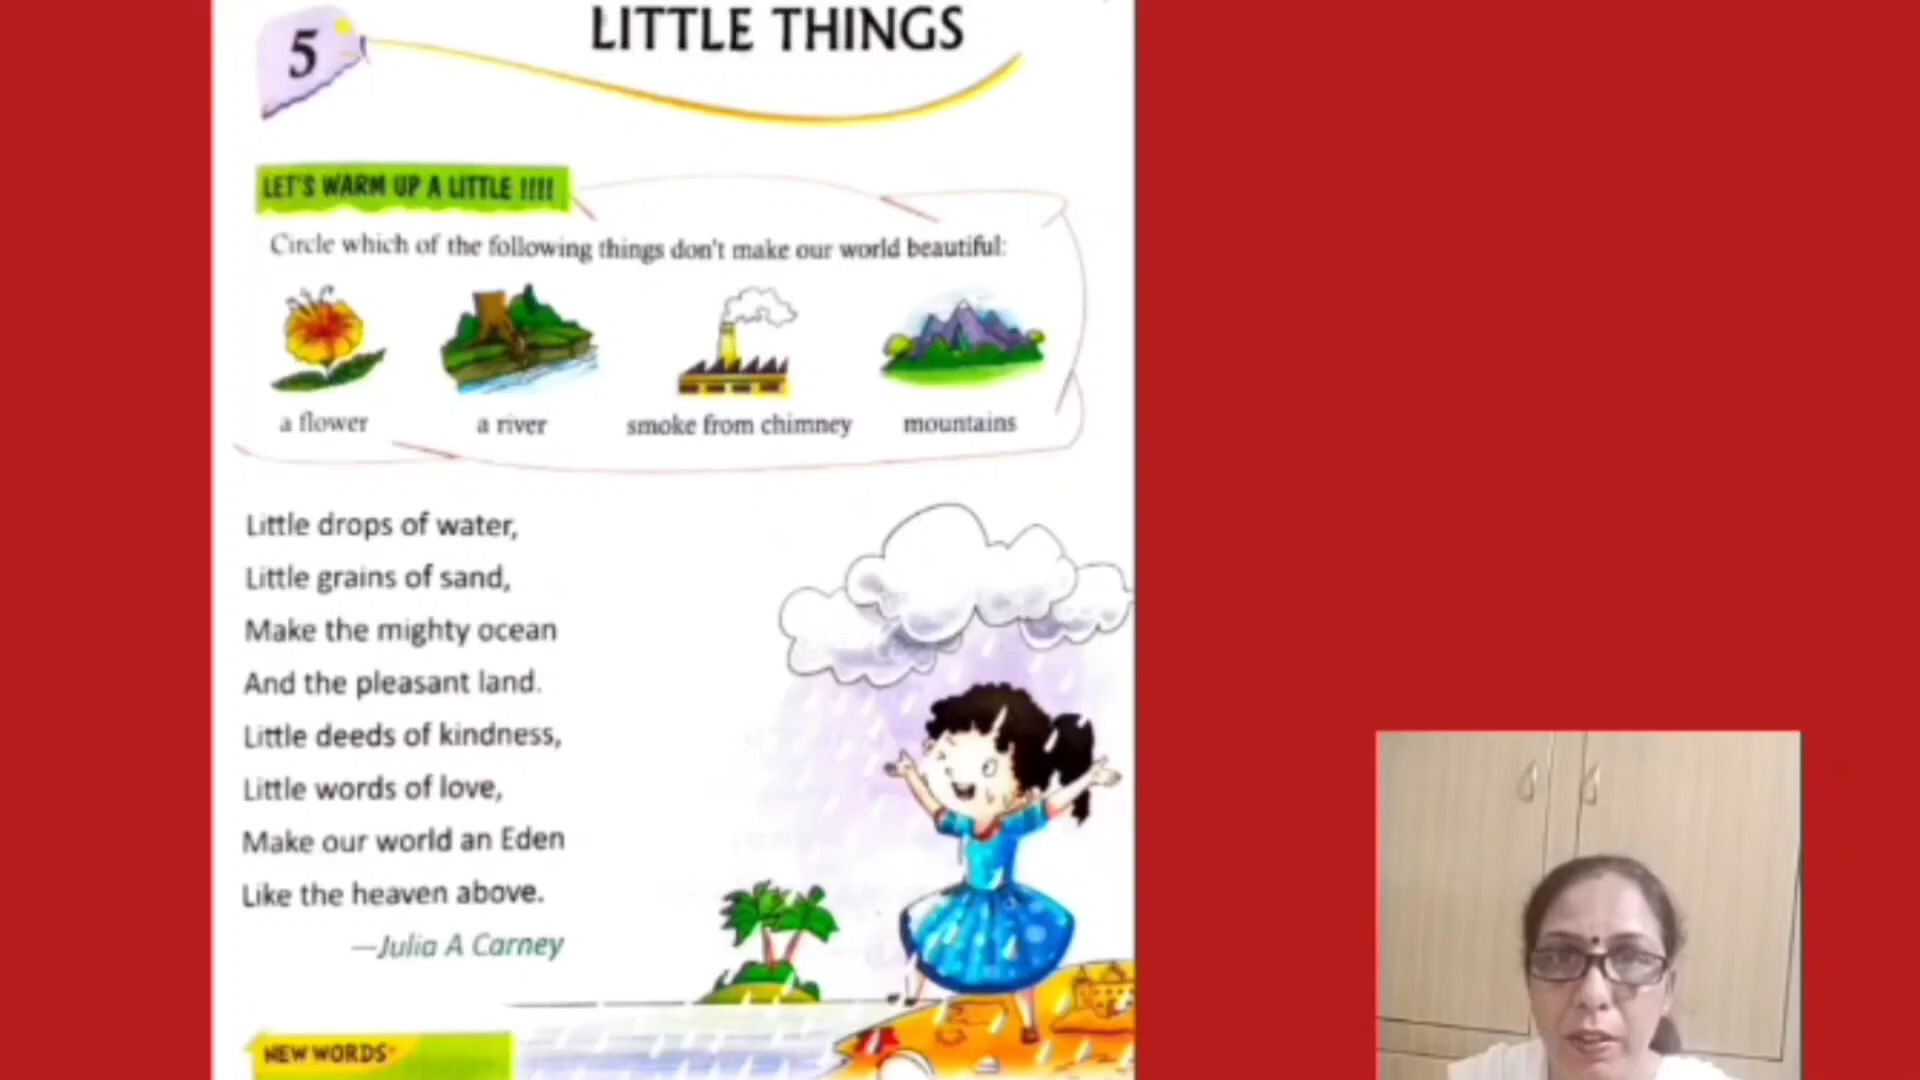 5
LITTLE THINGS
LET'S WARM UP A LITTLE !!!!
Circle which of the following things don't make our world beautiful:
a flower
a river
smoke from chimney
mountains
Little drops of water,
Little grains of sand,
Make the mighty ocean
And the pleasant land.
Little deeds of kindness,
Little words of love,
Make our world an Eden
Like the heaven above.
—Julia A Carney
NEW WORDS